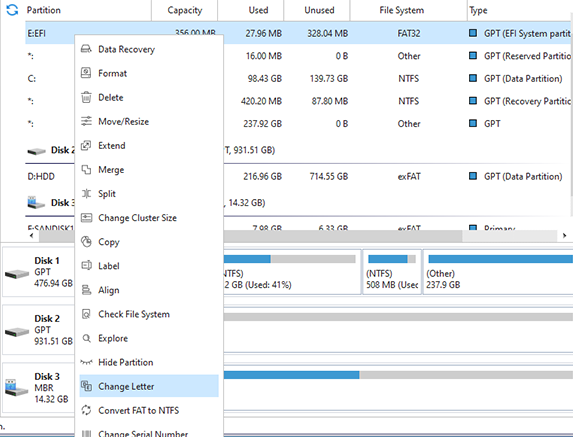 Partition Capacity Used Unused File System Type
E:EFI 356.00 MB 27.96 MB 328.04 MB FAT32 GPT (EFI System partit
*: 16.00 MB 0 B Other GPT (Reserved Partitio
C: 98.43 GB 139.73 GB NTFS GPT (Data Partition)
*: 420.20 MB 87.80 MB NTFS GPT (Recovery Partitic
*: 237.92 GB 0 B Other GPT
Disk 2 T, 931.51 GB)
D:HDD 216.96 GB 714.55 GB exFAT GPT (Data Partition)
Disk 3 , 14.32 GB)
F:SANDISK1 7.98 GB 6.33 GB exFAT Primary
Data Recovery
Format
Delete
Move/Resize
Extend
Merge
Split
Change Cluster Size
Copy
Label
Align
Check File System
Explore
Hide Partition
Change Letter
Convert FAT to NTFS
Change Serial Number
Disk 1
GPT
476.94 GB
NTFS)
2 GB (Used: 41%)
(NTFS)
508 MB (Usec
(Other)
237.9 GB
Disk 2
GPT
931.51 GB
Disk 3
MBR
14.32 GB
n.